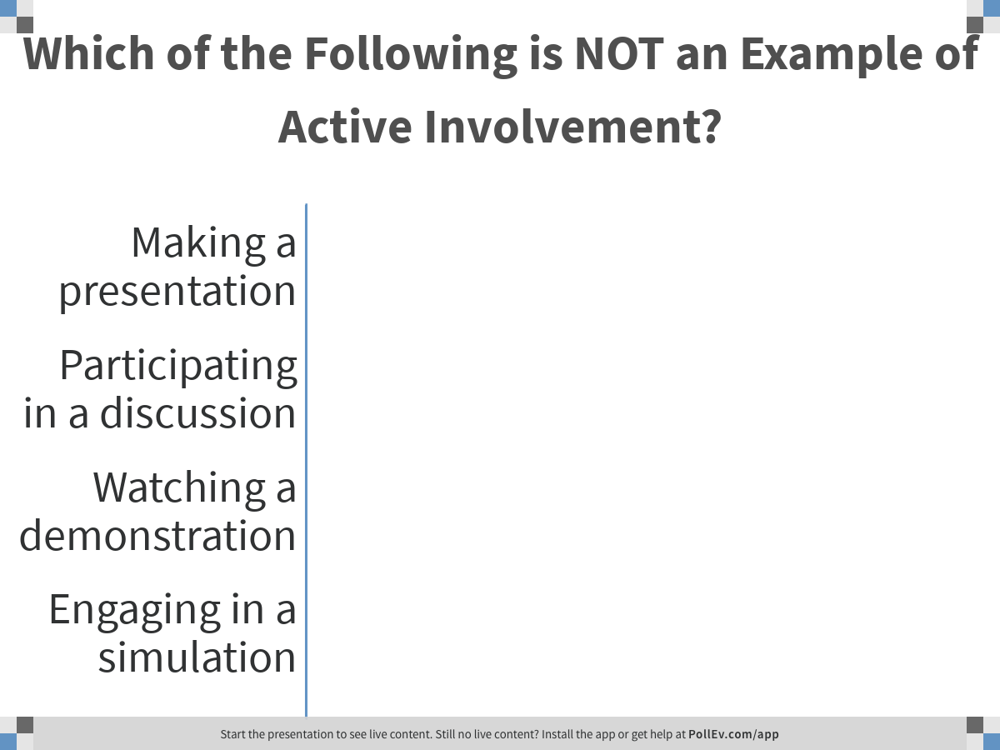 Which of the Following is NOT an Example of
Active Involvement?
Making a
presentation
Participating
in a discussion
Watching a
demonstration
Engaging in a
simulation
Start the presentation to see live content. Still no live content? Install the app or get help at PollEv.com/app